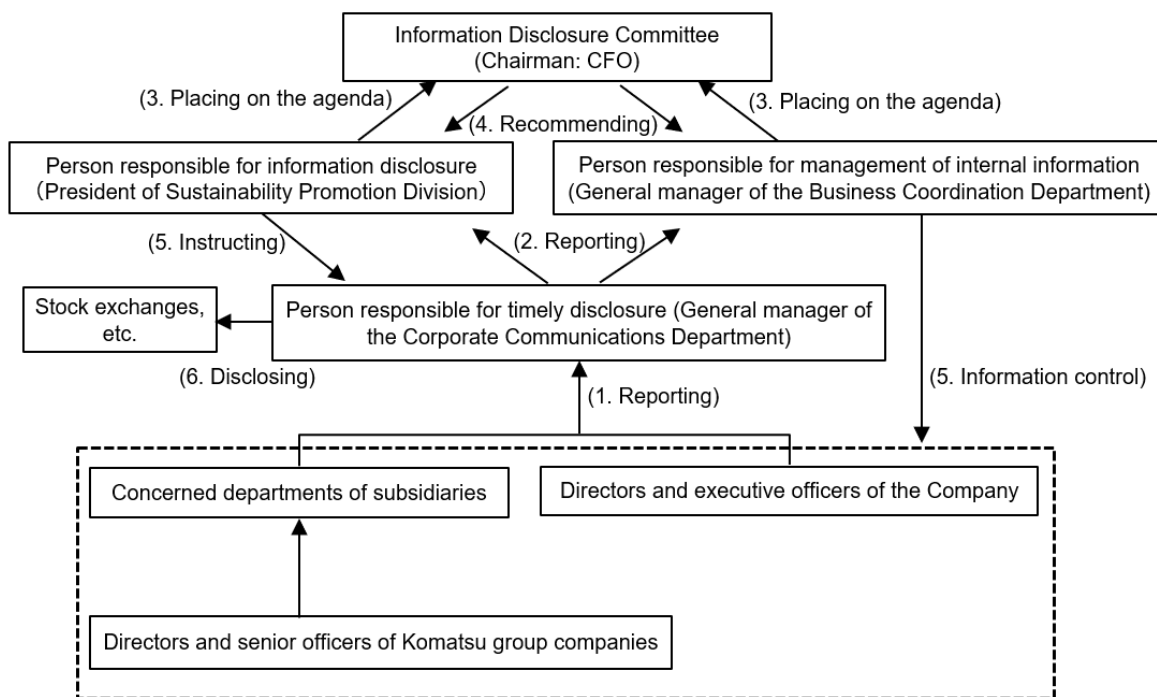 Information Disclosure Committee
(Chairman: CFO)
(3. Placing on the agenda)
(3. Placing on the agenda)
(4. Recommending)
Person responsible for information disclosure
（President of Sustainability Promotion Division）
Person responsible for management of internal information
(General manager of the Business Coordination Department)
(5. Instructing)
(2. Reporting)
Stock exchanges,
etc.
Person responsible for timely disclosure (General manager of
the Corporate Communications Department)
(6. Disclosing)
(1. Reporting)
(5. Information control)
Concerned departments of subsidiaries
Directors and executive officers of the Company
Directors and senior officers of Komatsu group companies